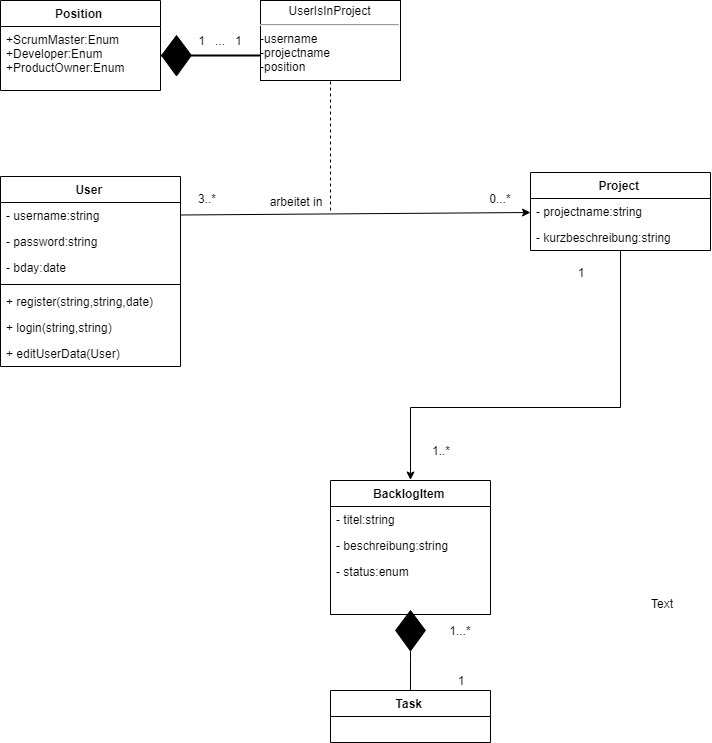 Position
+ScrumMaster:Enum
+Developer:Enum
+ProductOwner:Enum
1 ... 1
UserIsInProject
-username
-projectname
-position
User
- username:string
- password:string
- bday:date
+ register(string,string,date)
+ login(string,string)
+ editUserData(User)
3..*
arbeitet in
0...*
Project
- projectname:string
- kurzbeschreibung:string
1
1..*
BacklogItem
- titel:string
- beschreibung:string
- status:enum
Text
1...*
1
Task